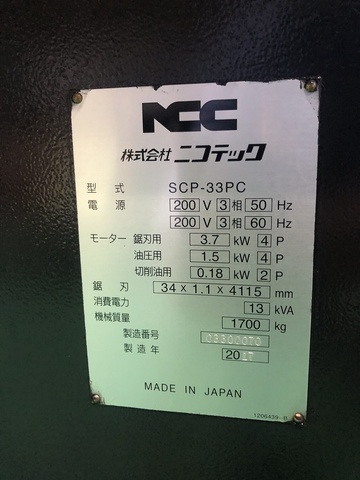 NCC
株式会社 ニコテック
型式 SCP-33PC
電源 200 V 3 相 50 Hz
200 V 3 相 60 Hz
モーター 鋸刃用 3.7 kW 4 P
油圧用 1.5 kW 4 P
切削油用 0.18 kW 2 P
鋸刃 34×1.1×4115 mm
消費電力 13 kVA
機械質量 1700 kg
製造番号
製造年
MADE IN JAPAN
1206439-B